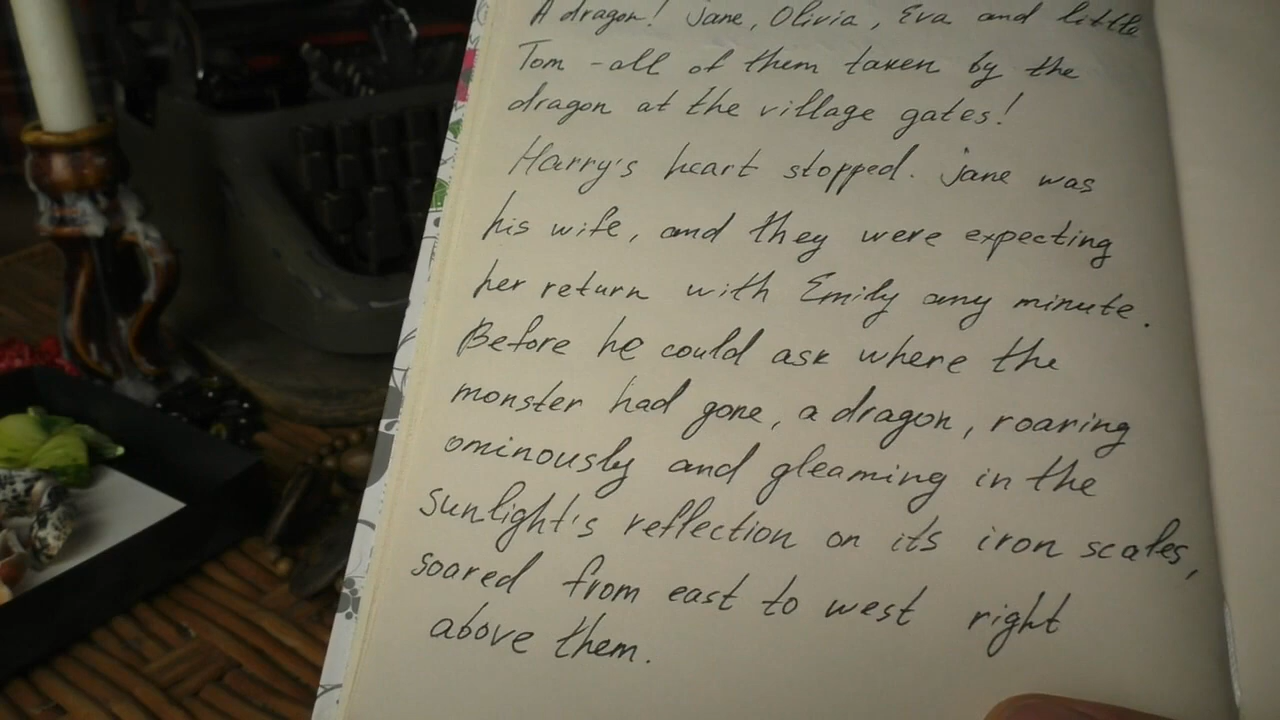 A dragon! Jane, Olivia, Eva and little
Tom - all of them taken by the
dragon at the village gates!
Harry's heart stopped. Jane was
his wife, and they were expecting
her return with Emily any minute.
Before he could ask where the
monster had gone, a dragon, roaring
ominously and gleaming in the
sunlight's reflection on its iron scales,
soared from east to west right
above them.